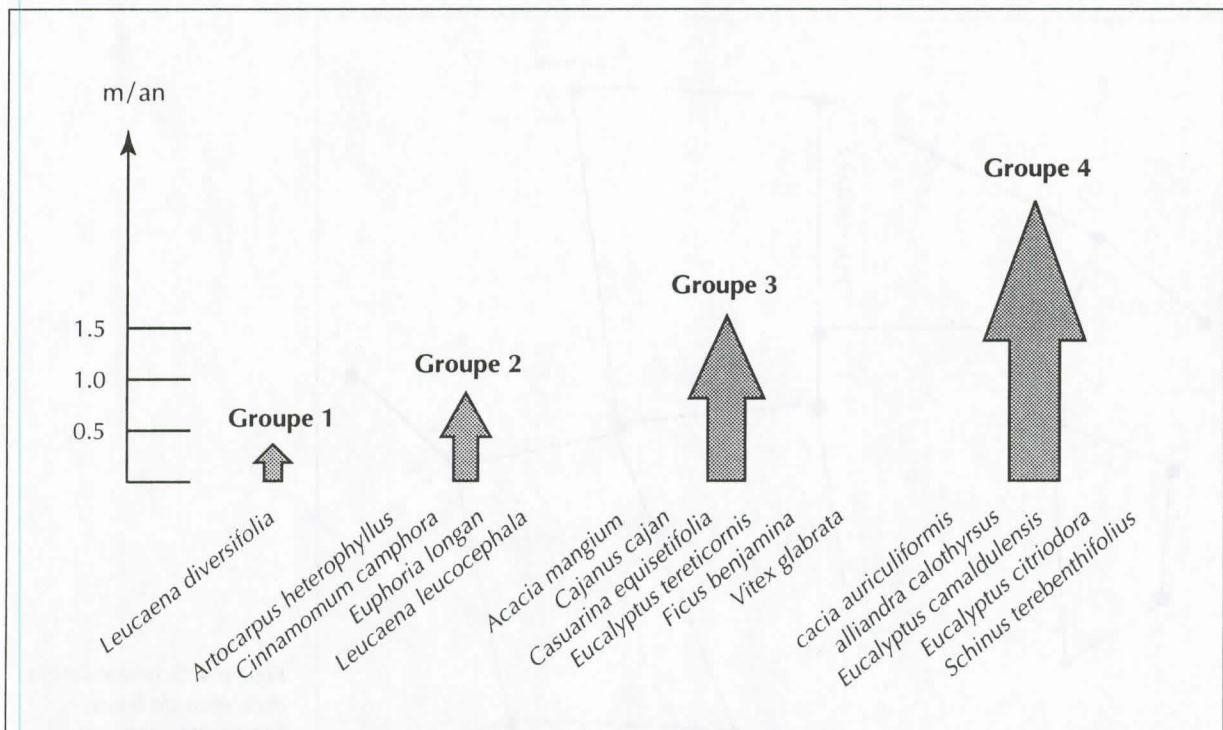 m/an
1.5
1.0
0.5
Groupe 1
Groupe 2
Groupe 3
Groupe 4
Leucaena diversifolia
Artocarpus heterophyllus
Cinnamomum camphora
Euphoria longan
Leucaena leucocephala
Acacia mangium
Cajanus cajan
Casuarina equisetifolia
Eucalyptus tereticornis
Ficus benjamina
Vitex glabrata
cacia auriculiformis
alliandra calothyrsus
Eucalyptus camaldulensis
Eucalyptus citriodora
Schinus terebenthifolius